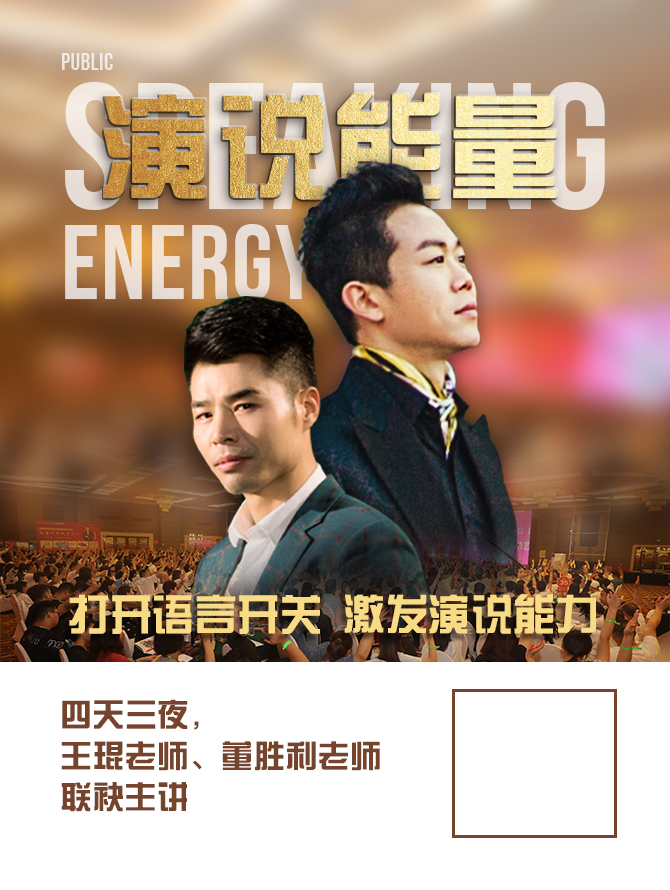 PUBLIC
SPEAKING
演说能量
ENERGY
打开语言开关 激发演说能力
四天三夜，
王琨老师、董胜利老师
联袂主讲